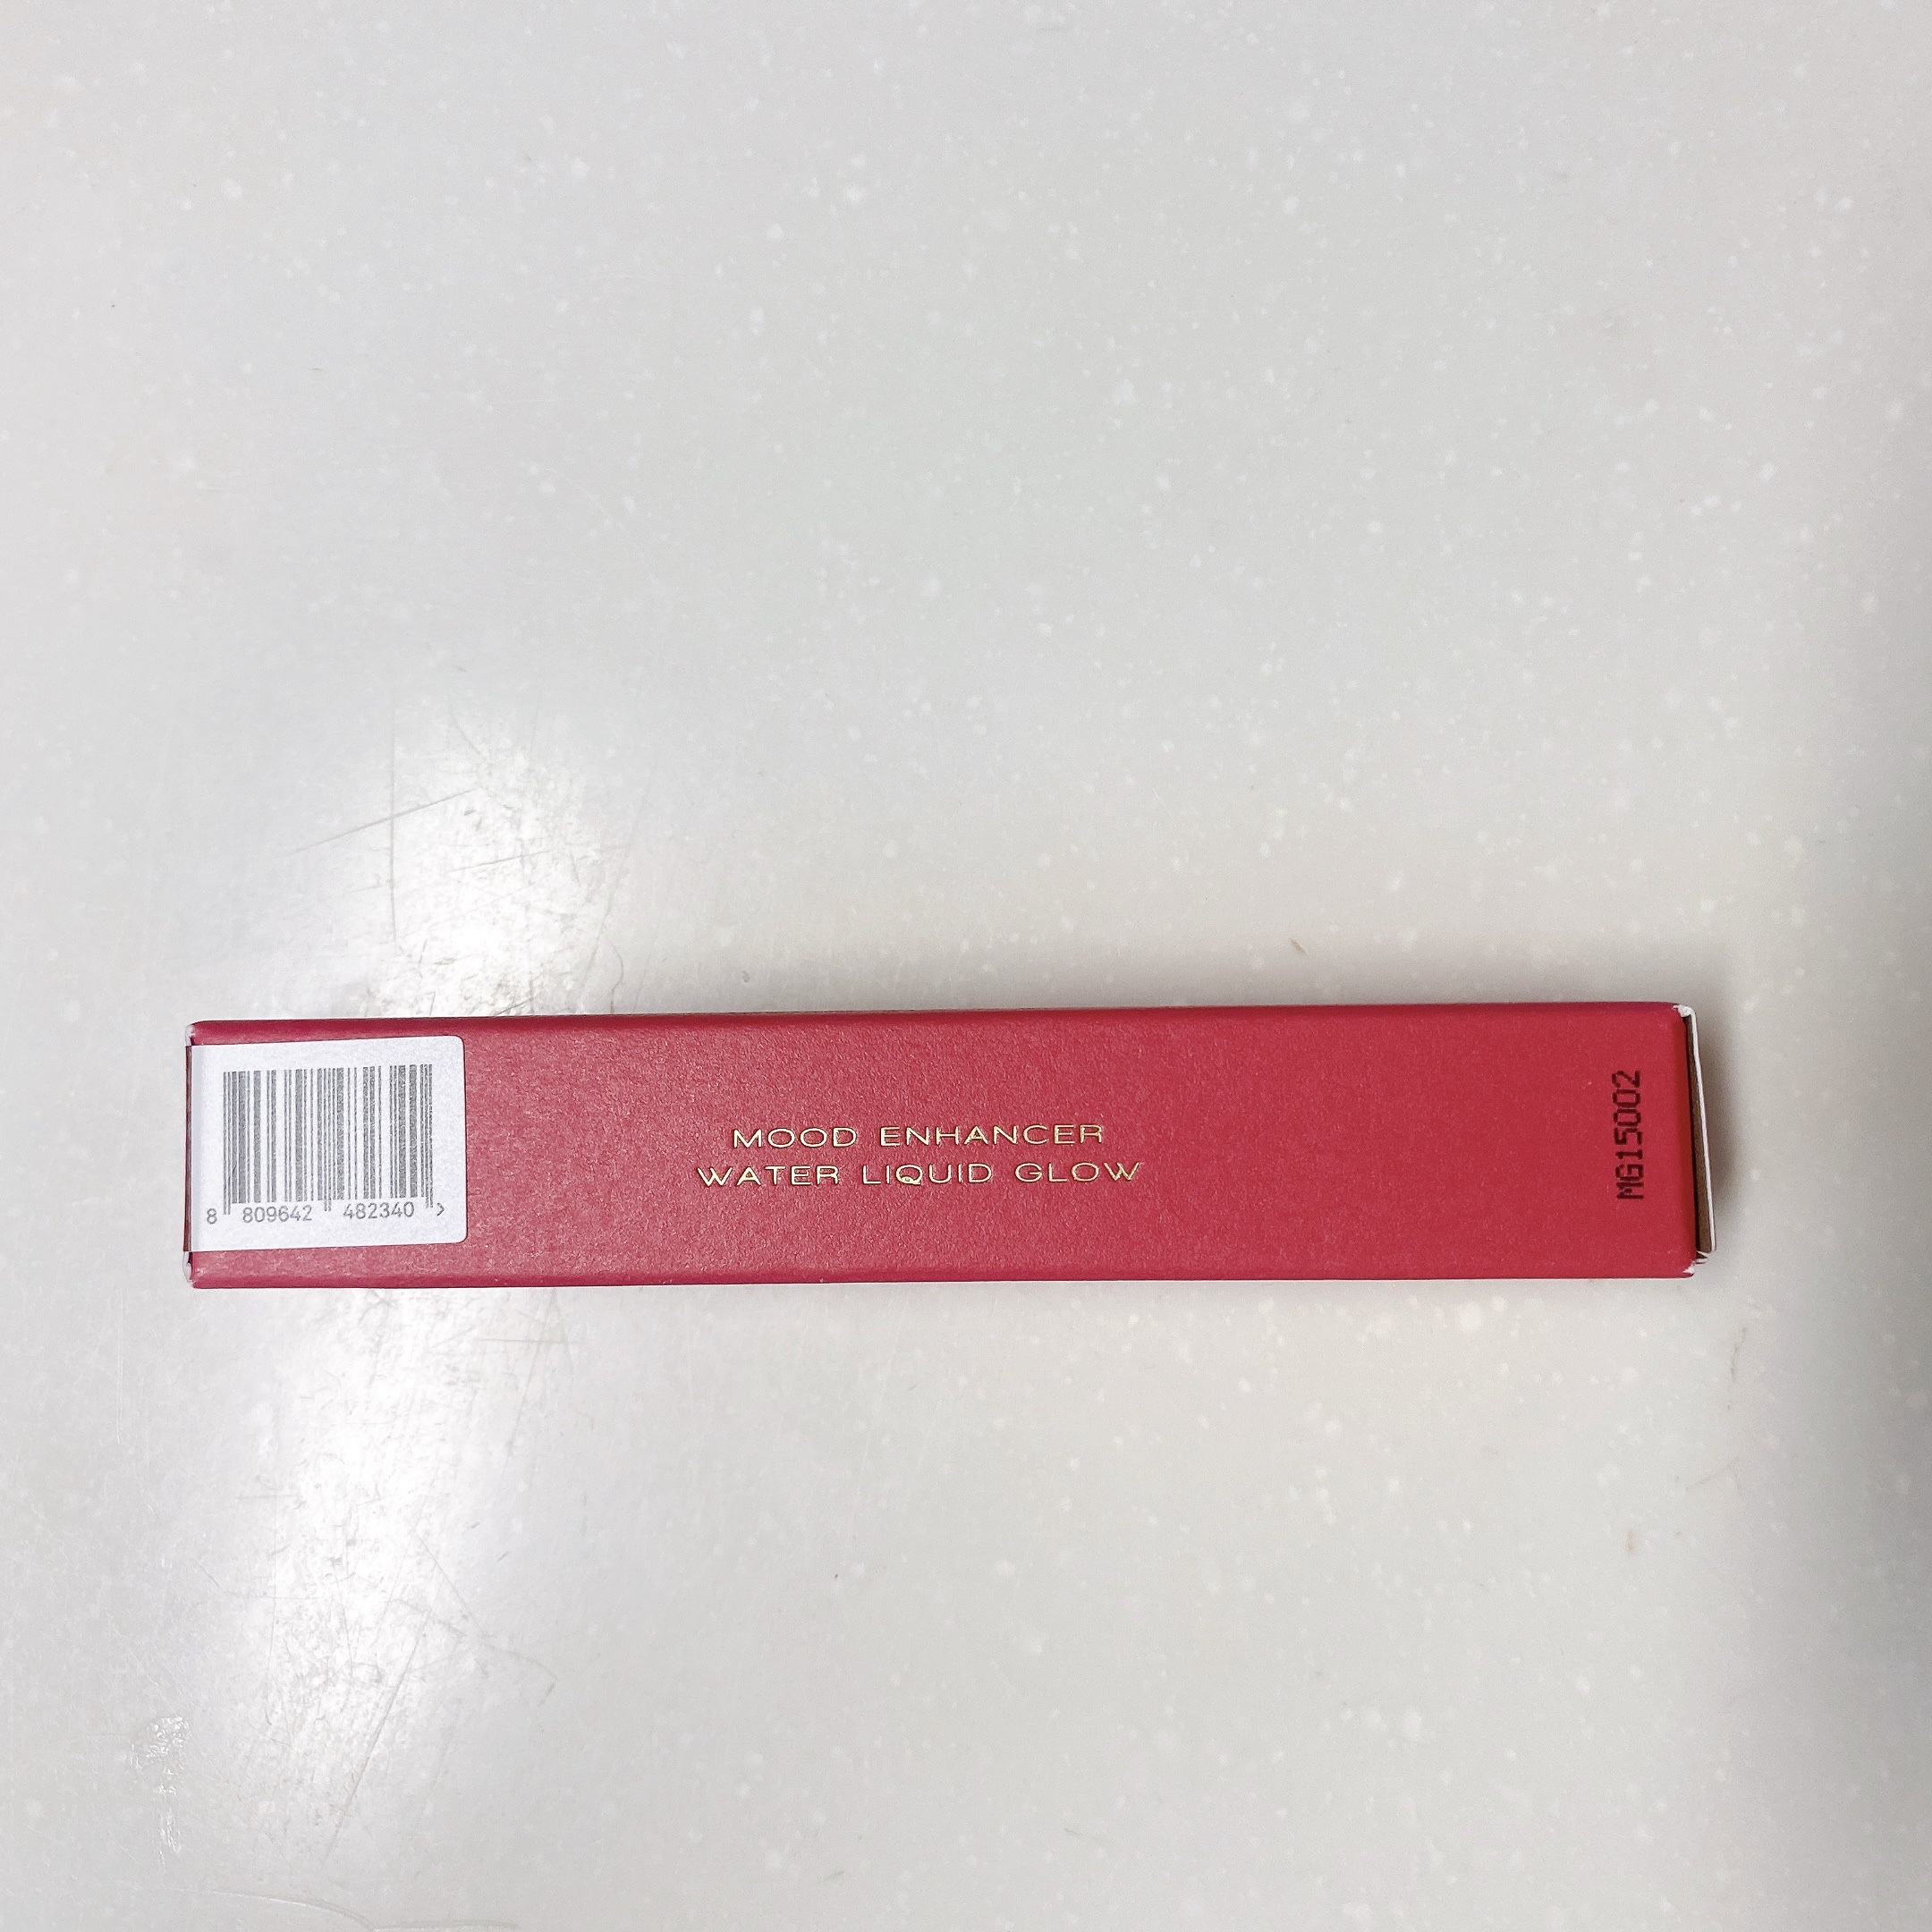 8 809642 482340 >
MOOD ENHANCER
WATER LIQUID GLOW
MG15002